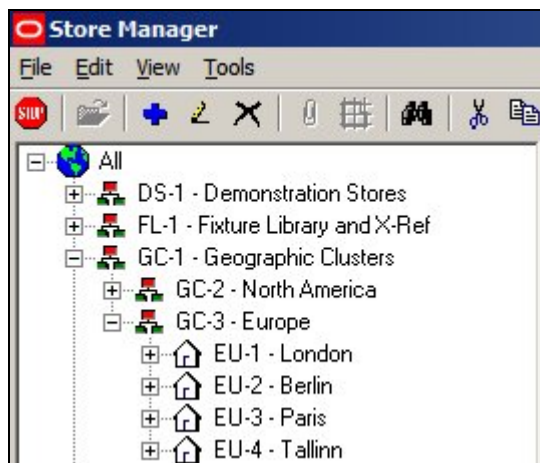 Store Manager
File Edit View Tools
STOP
All
DS-1 - Demonstration Stores
FL-1 - Fixture Library and X-Ref
GC-1 - Geographic Clusters
GC-2 - North America
GC-3 - Europe
EU-1 - London
EU-2 - Berlin
EU-3 - Paris
EU-4 - Tallinn